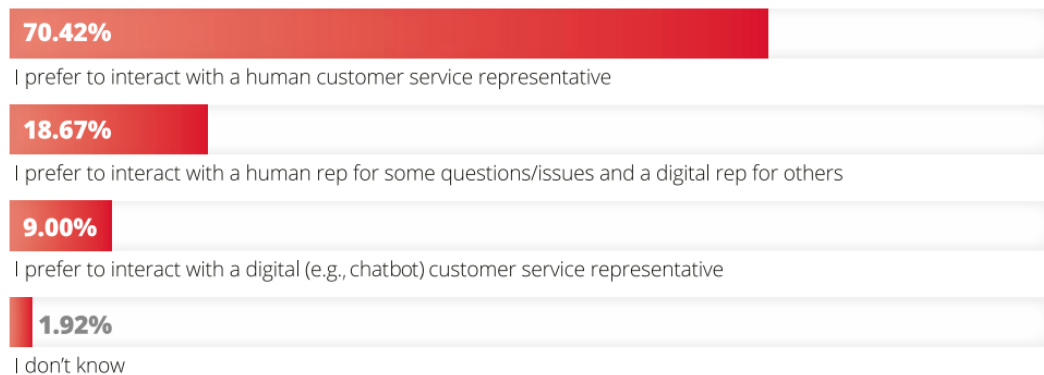 70.42%
I prefer to interact with a human customer service representative
18.67%
I prefer to interact with a human rep for some questions/issues and a digital rep for others
9.00%
I prefer to interact with a digital (e.g., chatbot) customer service representative
1.92%
I don’t know